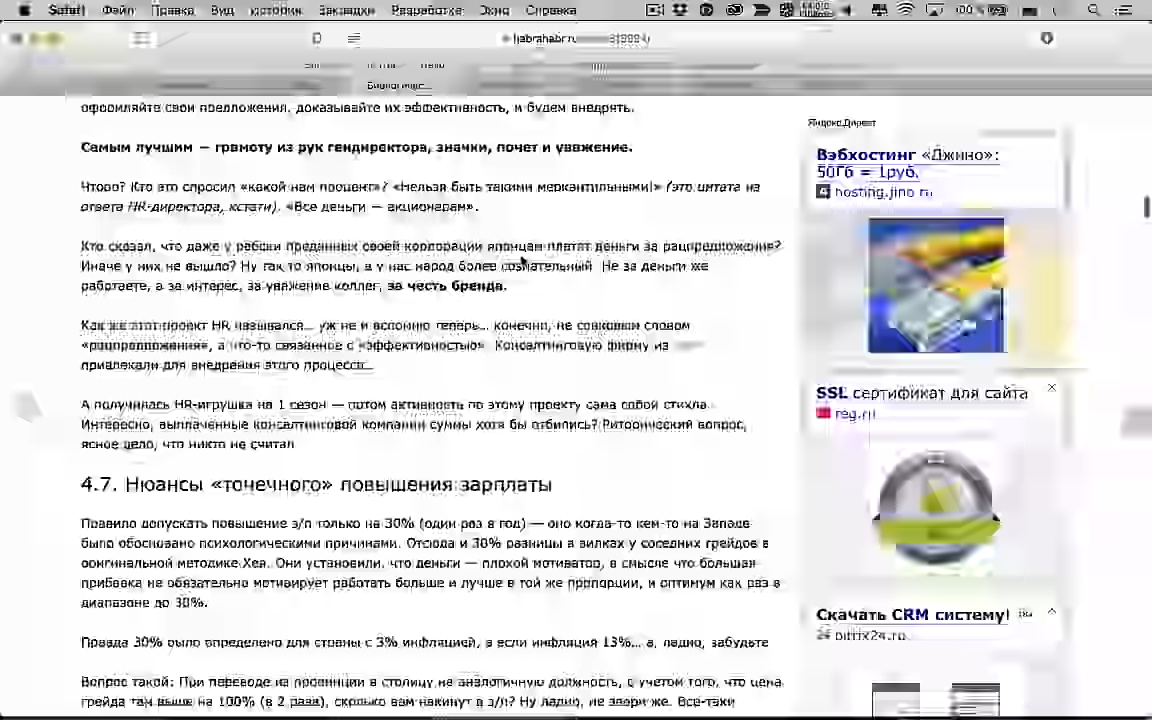 Safari Файл Правка Вид История Закладки Разработка Окно Справка
habrahabr.ru
оформляйте свои предложения, доказывайте их эффективность, и будем внедрять.
Самым лучшим — грамоту из рук гендиректора, значки, почет и уважение.
Чтооо? Кто это спросил «какой нам процент»? «Нельзя быть такими меркантильными!» (это цитата из
ответа HR-директора, кстати). «Все деньги — акционерам».
Кто сказал, что даже у ребски преданных своей корпорации японцам платят деньги за рацпредложения?
Иначе у них не вышло? Ну так то японцы, а у нас народ более сознательный. Не за деньги же
работаете, а за интерес, за уважение коллег, за честь бренда.
Как же этот проект HR назывался... уж не и вспомню теперь... конечно, не совковым словом
«рацпредложения», а что-то связанное с «эффективностью». Консалтинговую фирму из
привлекали для внедрения этого процесса...
А получилась HR-игрушка на 1 сезон — потом активность по этому проекту сама собой стихла.
Интересно, выплаченные консалтинговой компании суммы хотя бы отбились? Риторический вопрос,
ясное дело, что никто не считал
4.7. Нюансы «точечного» повышения зарплаты
Правило допускать повышение з/п только на 30% (один раз в год) — оно когда-то кем-то на Западе
было обосновано психологическими причинами. Отсюда и 30% разницы в вилках у соседних грейдов в
оригинальной методике Хея. Они установили, что деньги — плохой мотиватор, в смысле что большая
прибавка не обязательно мотивирует работать больше и лучше в той же пропорции, и оптимум как раз в
диапазоне до 30%.
Правда 30% было определено для страны с 3% инфляцией, а если инфляция 13%... а, ладно, забудьте
Вопрос такой: При переводе из провинции в столицу на аналогичную должность, с учетом того, что цена
грейда там выше на 100% (в 2 раза), сколько вам накинут в з/п? Ну ладно, не звери же. Все-таки
Яндекс.Директ
Вэбхостинг «Джино»:
50Гб = 1руб.
hosting.jino.ru
SSL сертификат для сайта
reg.ru
Скачать CRM систему!
bitrix24.ru